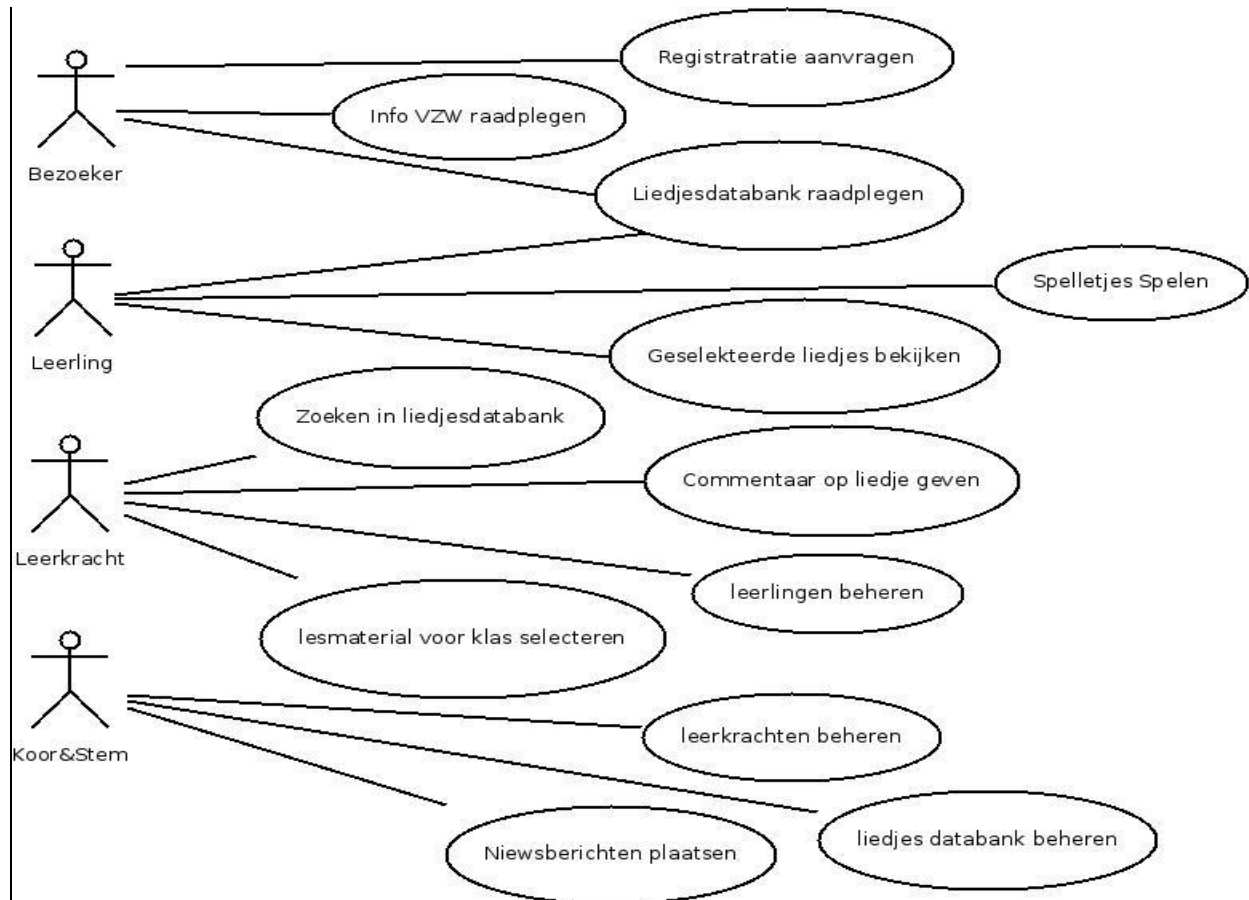 Registratratie aanvragen
Info VZW raadplegen
Bezoeker
Liedjesdatabank raadplegen
Spelletjes Spelen
Leerling
Geselekteerde liedjes bekijken
Zoeken in liedjesdatabank
Commentaar op liedje geven
Leerkracht
leerlingen beheren
lesmaterial voor klas selecteren
Koor&Stem
leerkrachten beheren
liedjes databank beheren
Niewsberichten plaatsen